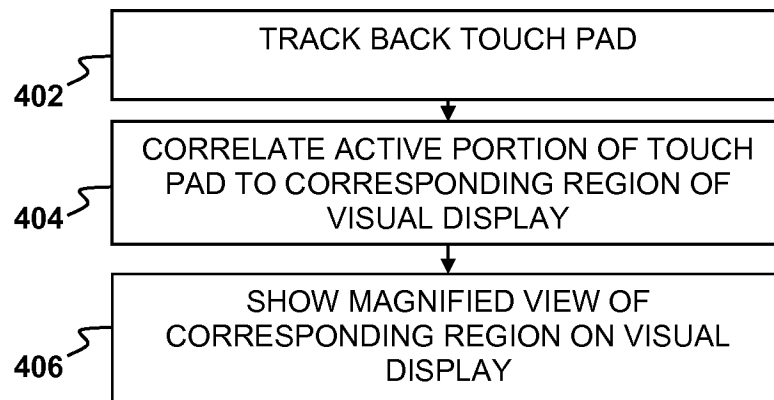 TRACK BACK TOUCH PAD
402
CORRELATE ACTIVE PORTION OF TOUCH
PAD TO CORRESPONDING REGION OF
VISUAL DISPLAY
404
SHOW MAGNIFIED VIEW OF
CORRESPONDING REGION ON VISUAL
DISPLAY
406